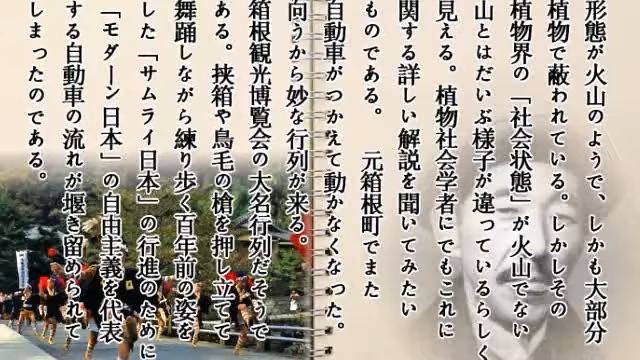 形態が火山のようで、しかも大部分
植物で蔽われている。しかしその
植物界の「社会状態」が火山でない
山とはだいぶ様子が違っているらしく
見える。植物社会学者にでもこれに
関する詳しい解説を聞いてみたい
ものである。　元箱根町でまた
自動車がつかえて動かなくなった。
向うから妙な行列が来る。
箱根観光博覧会の大名行列だそうで
ある。挟箱や鳥毛の槍を押し立てて
舞踊しながら練り歩く百年前の姿を
した「サムライ日本」の行進のために
「モダーン日本」の自由主義を代表
する自動車の流れが堰き留められて
しまったのである。